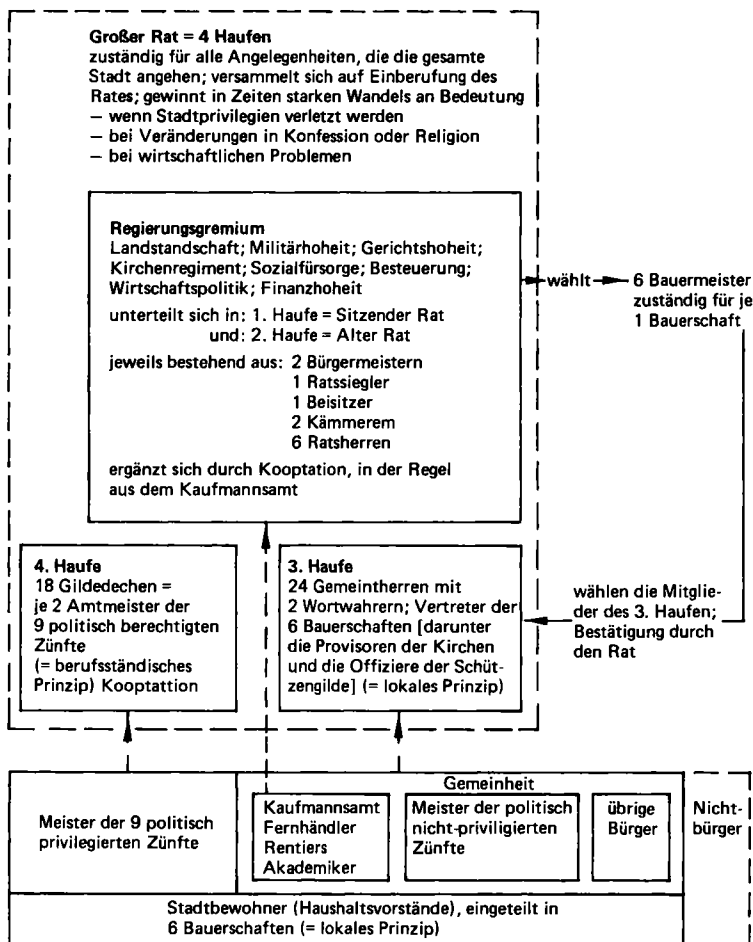 Großer Rat = 4 Haufen
zuständig für alle Angelegenheiten, die die gesamte
Stadt angehen; versammelt sich auf Einberufung des
Rates; gewinnt in Zeiten starken Wandels an Bedeutung
– wenn Stadtprivilegien verletzt werden
– bei Veränderungen in Konfession oder Religion
– bei wirtschaftlichen Problemen
Regierungsgremium
Landstandschaft; Militärhoheit; Gerichtshoheit;
Kirchenregiment; Sozialfürsorge; Besteuerung;
Wirtschaftspolitik; Finanzhoheit
unterteilt sich in: 1. Haufe = Sitzender Rat
und: 2. Haufe = Alter Rat
jeweils bestehend aus: 2 Bürgermeistern
1 Ratssiegler
1 Beisitzer
2 Kämmerem
6 Ratsherren
ergänzt sich durch Kooptation, in der Regel
aus dem Kaufmannsamt
wählt
6 Bauermeister
zuständig für je
1 Bauerschaft
4. Haufe
18 Gildedechen =
je 2 Amtmeister der
9 politisch berechtigten
Zünfte
(= berufsständisches
Prinzip) Kooptattion
3. Haufe
24 Gemeintherren mit
2 Wortwahrern; Vertreter der
6 Bauerschaften [darunter
die Provisoren der Kirchen
und die Offiziere der Schüt-
zengilde] (= lokales Prinzip)
wählen die Mitglie-
der des 3. Haufen;
Bestätigung durch
den Rat
Meister der 9 politisch
privilegierten Zünfte
Gemeinheit
Kaufmannsamt
Fernhändler
Rentiers
Akademiker
Meister der politisch
nicht-priviligierten
Zünfte
übrige
Bürger
Nicht-
bürger
Stadtbewohner (Haushaltsvorstände), eingeteilt in
6 Bauerschaften (= lokales Prinzip)